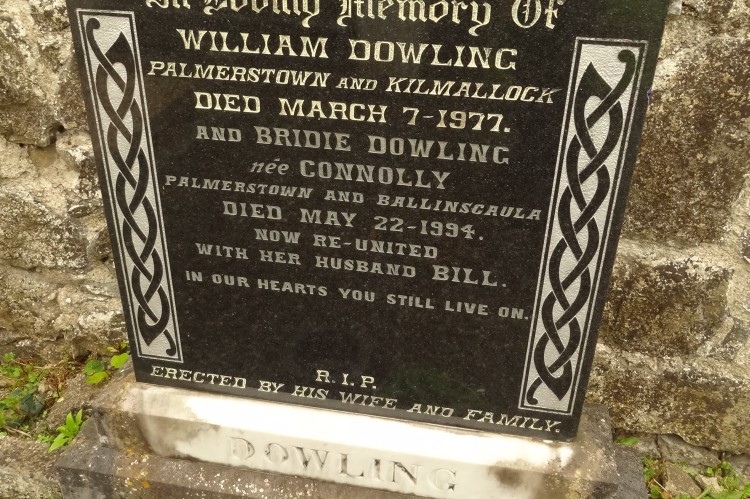 In Loving Memory Of
WILLIAM DOWLING
PALMERSTOWN AND KILMALLOCK
DIED MARCH 7-1977.
AND BRIDIE DOWLING
née CONNOLLY
PALMERSTOWN AND BALLINSCAULA
DIED MAY 22-1994.
NOW RE-UNITED
WITH HER HUSBAND BILL.
IN OUR HEARTS YOU STILL LIVE ON.
R.I.P.
ERECTED BY HIS WIFE AND FAMILY.
DOWLING